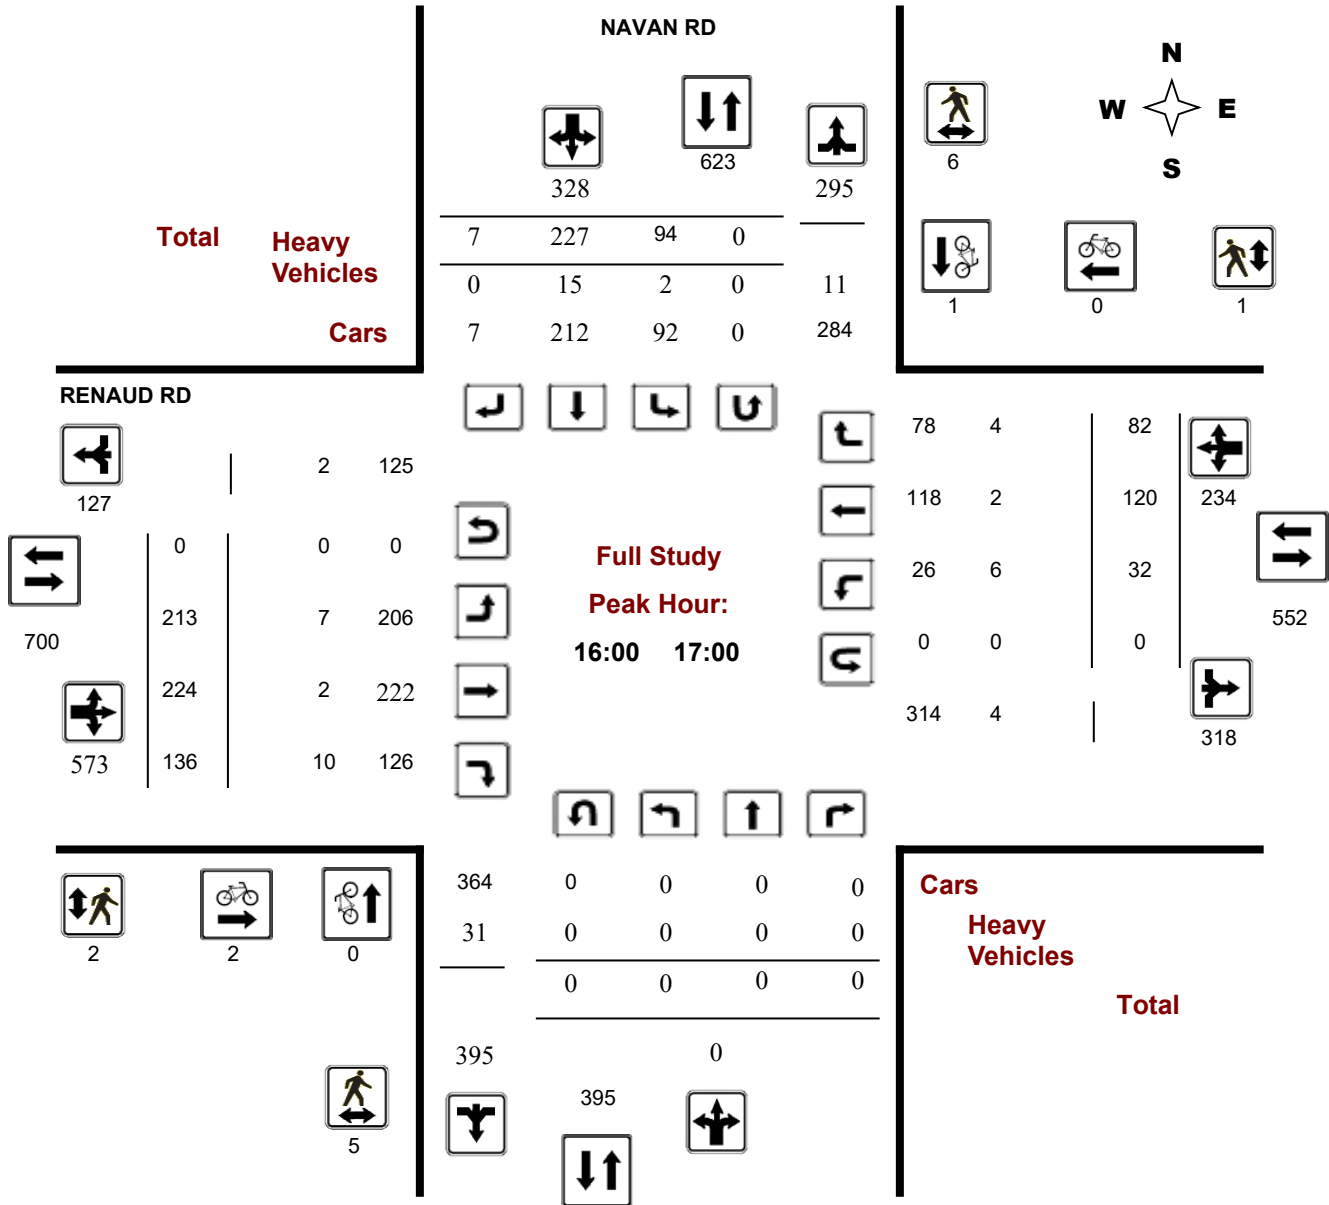 NAVAN RD
N
W E
S
623
6
328 295
Total Heavy Vehicles
7 227 94 0
0 15 2 0 11
Cars 7 212 92 0 284
1 0 1
RENAUD RD
127
2 125
78 4 82
118 2 120 234
0 0 0
Full Study
Peak Hour:
16:00 17:00
26 6 32
213 7 206
700
552
0 0 0
224 2 222
314 4
318
573 136 10 126
364 0 0 0 0
Cars
31 0 0 0 0
Heavy
Vehicles
2 2 0
0 0 0 0
Total
395 0
395
5